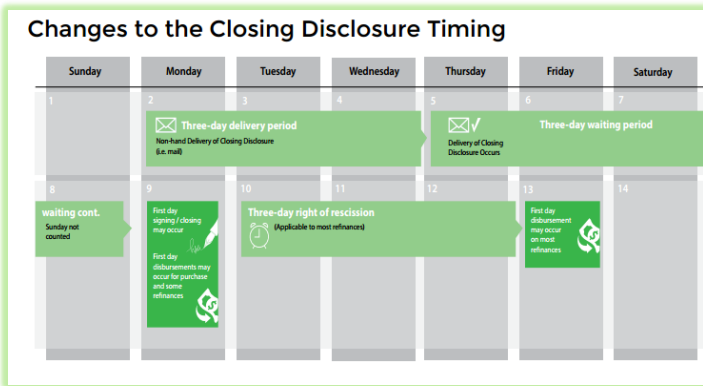 Changes to the Closing Disclosure Timing
Sunday Monday Tuesday Wednesday Thursday Friday Saturday
1 2 3 4 5 6 7
Three-day delivery period
Non-hand Delivery of Closing Disclosure
(i.e. mail)
Delivery of Closing
Disclosure Occurs
Three-day waiting period
8 9 10 11 12 13 14
waiting cont.
Sunday not
counted
First day
signing / closing
may occur
First day
disbursements may
occur for purchase
and some
refinances
Three-day right of rescission
(Applicable to most refinances)
First day
disbursement
may occur
on most
refinances